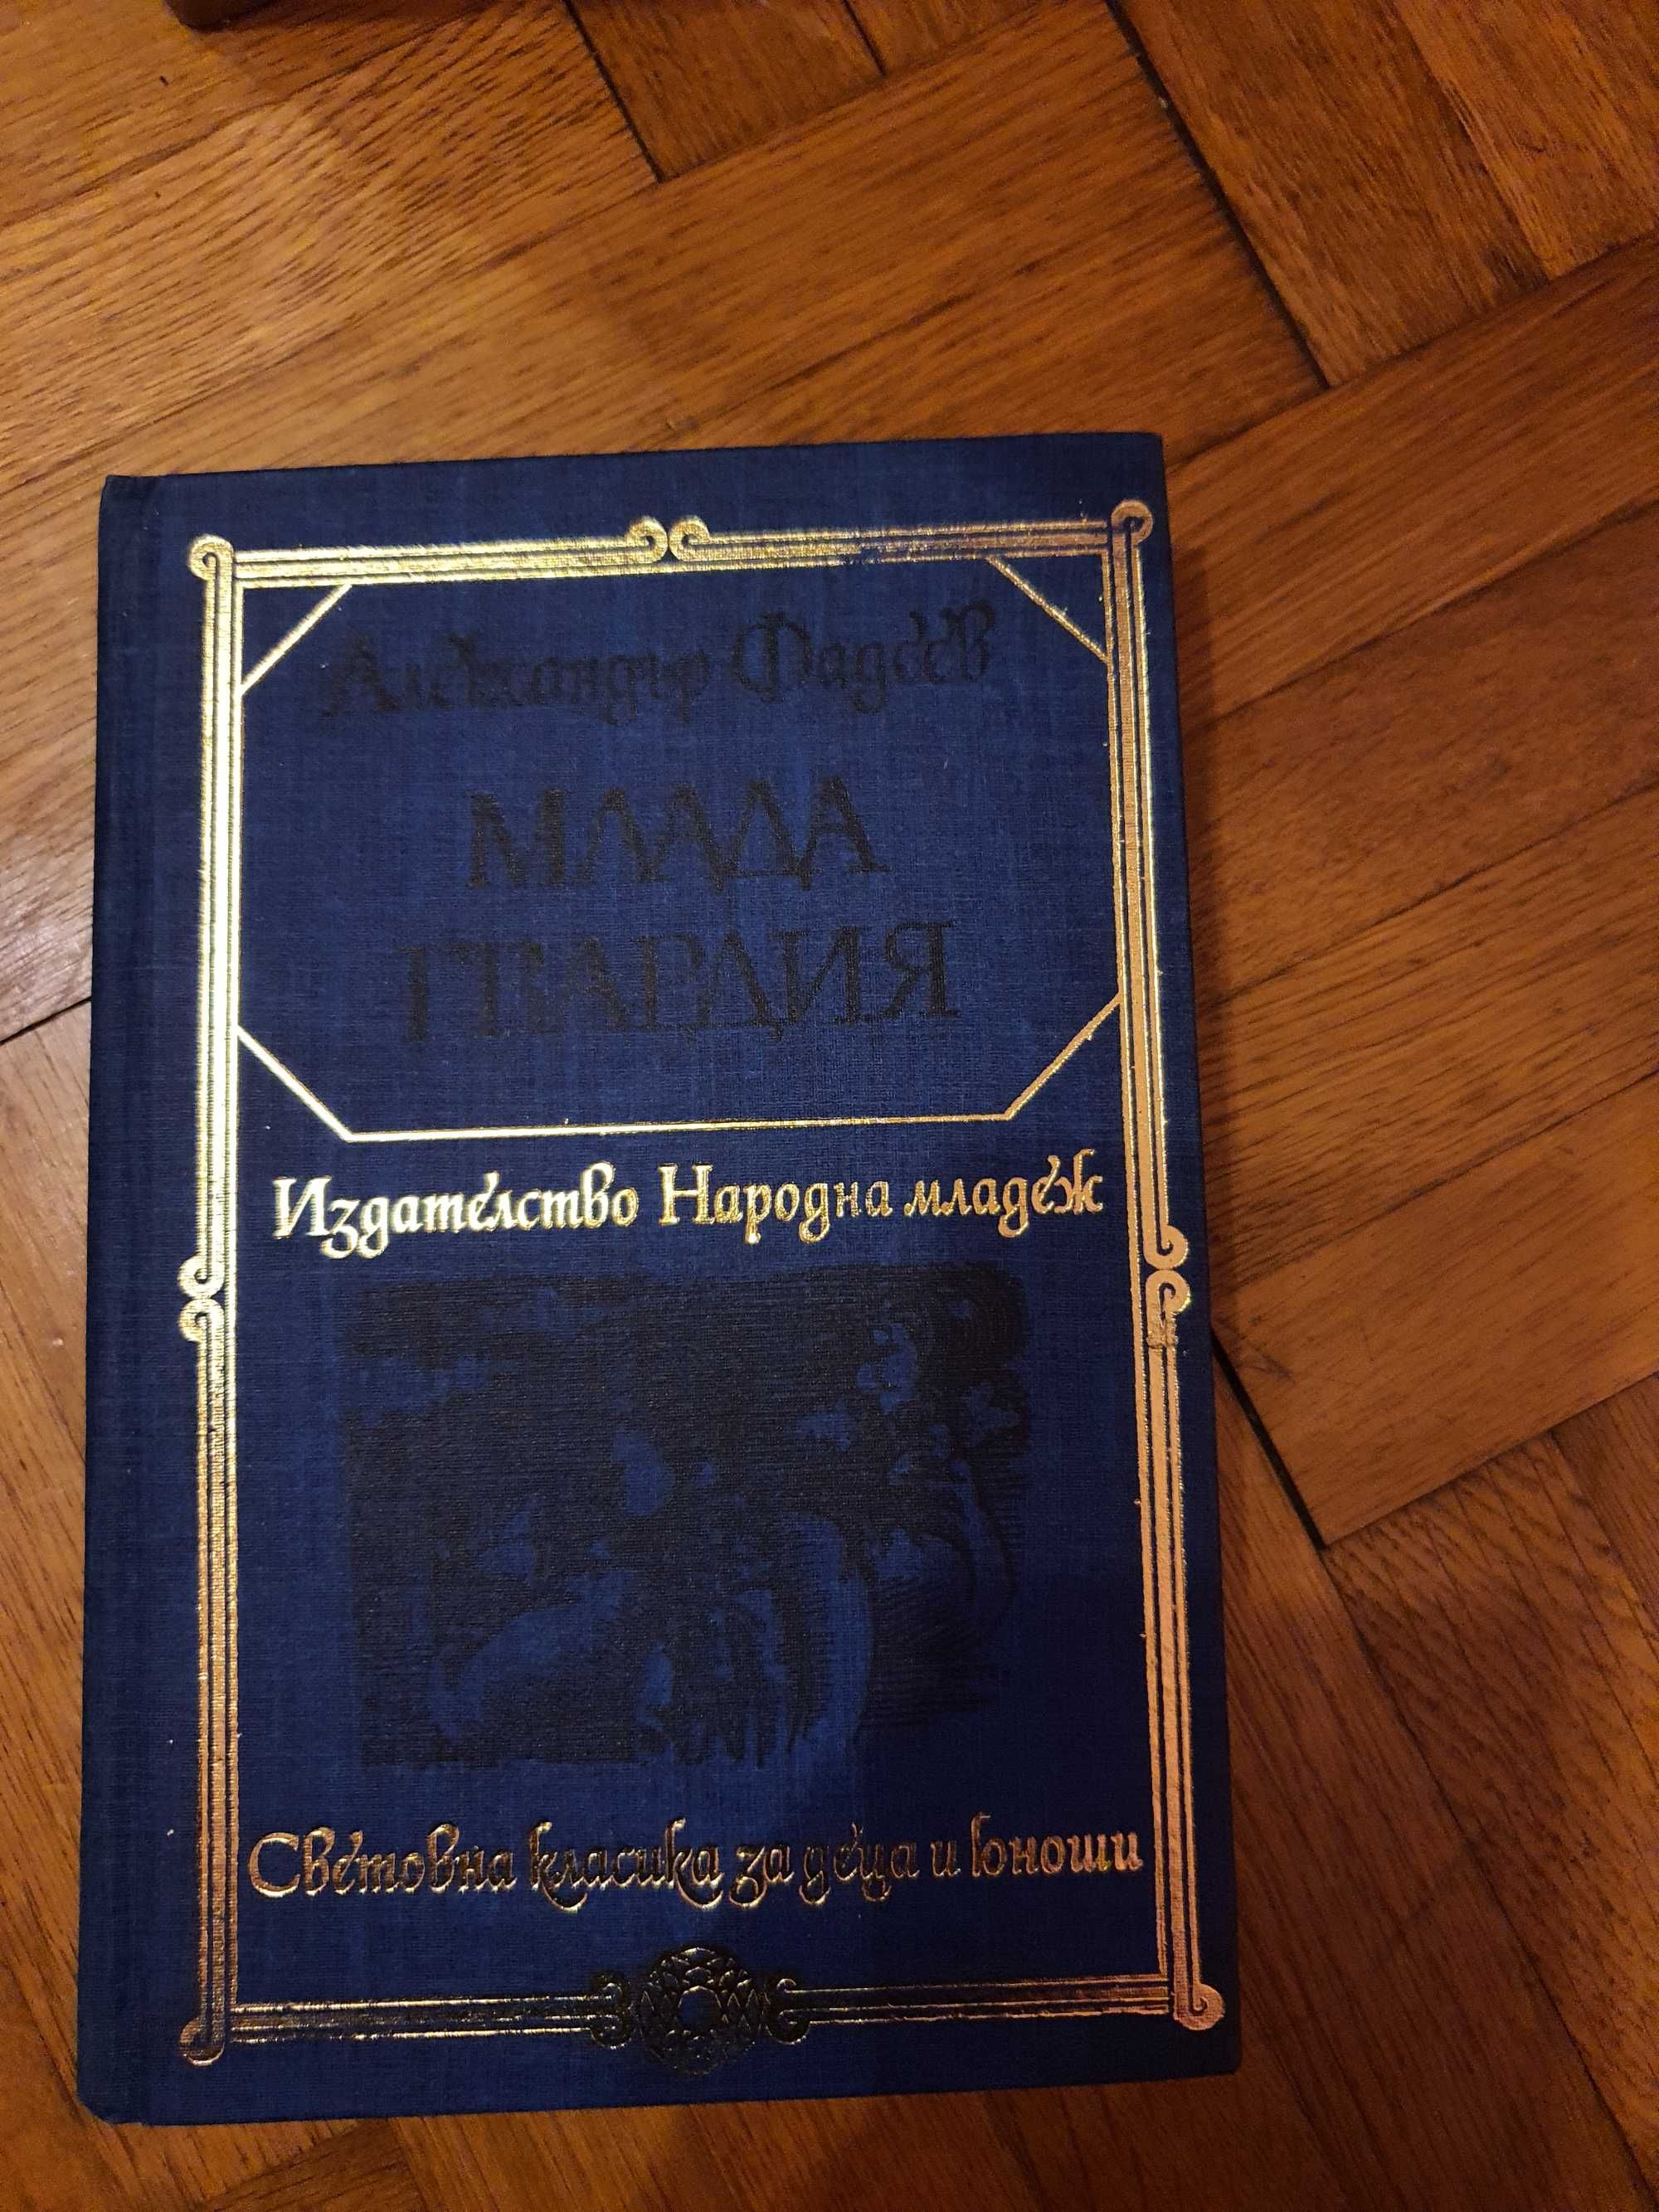 Александър Фадеев
МЛАДА
ГВАРДИЯ
Издателство Народна младеж
Световна класика за деца и юноши